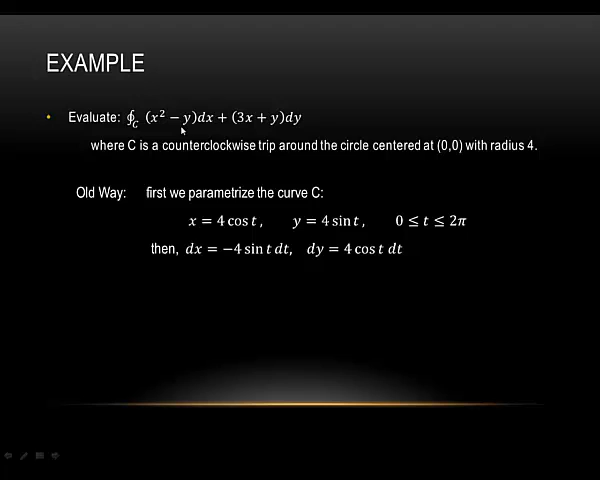 EXAMPLE
• Evaluate: ∮_C (x² − y)dx + (3x + y)dy
where C is a counterclockwise trip around the circle centered at (0,0) with radius 4.
Old Way: first we parametrize the curve C:
x = 4 cos t , y = 4 sin t , 0 ≤ t ≤ 2π
then, dx = −4 sin t dt, dy = 4 cos t dt